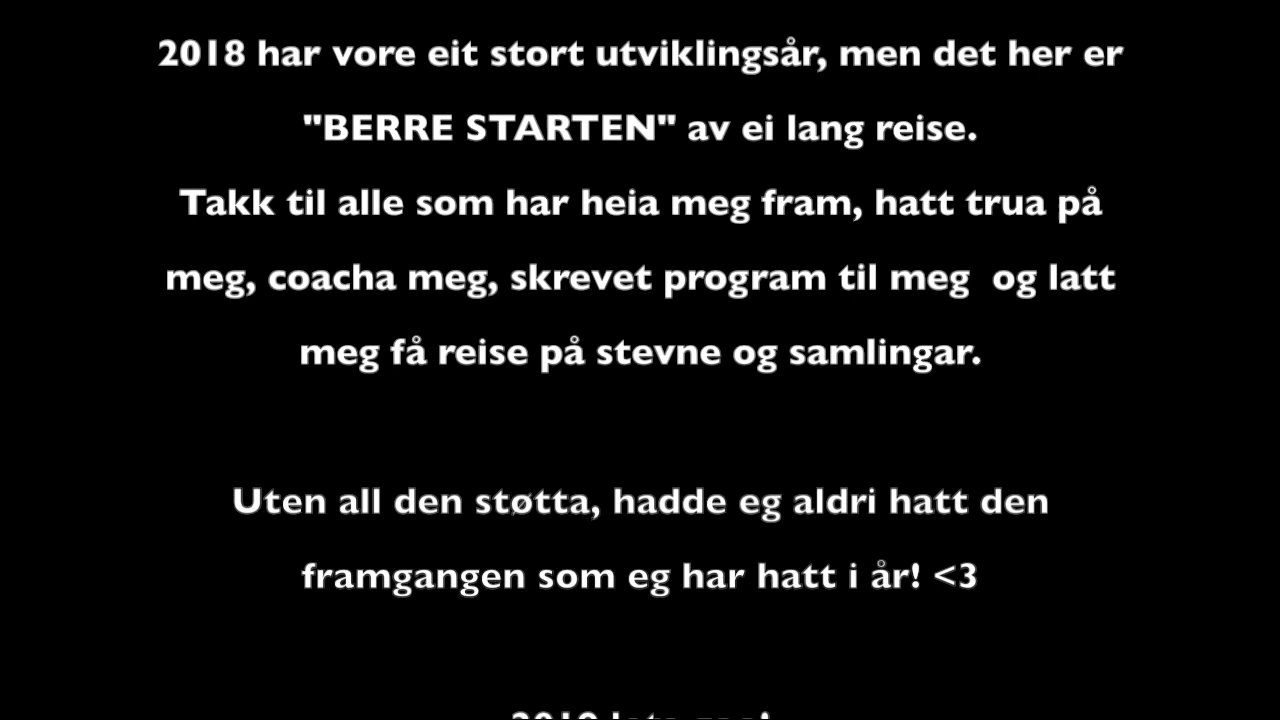 2018 har vore eit stort utviklingsår, men det her er
"BERRE STARTEN" av ei lang reise.
Takk til alle som har heia meg fram, hatt trua på
meg, coacha meg, skrevet program til meg  og latt
meg få reise på stevne og samlingar.
Uten all den støtta, hadde eg aldri hatt den
framgangen som eg har hatt i år! <3